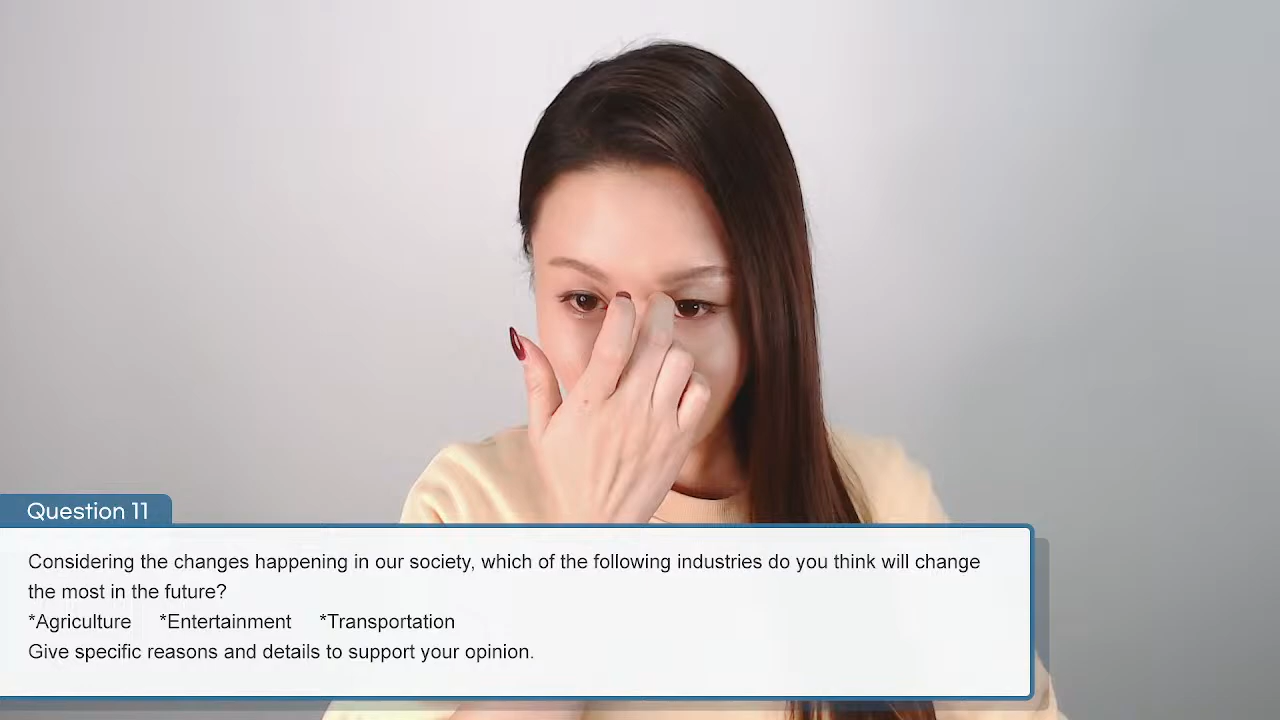 Question 11
Considering the changes happening in our society, which of the following industries do you think will change
the most in the future?
*Agriculture *Entertainment *Transportation
Give specific reasons and details to support your opinion.